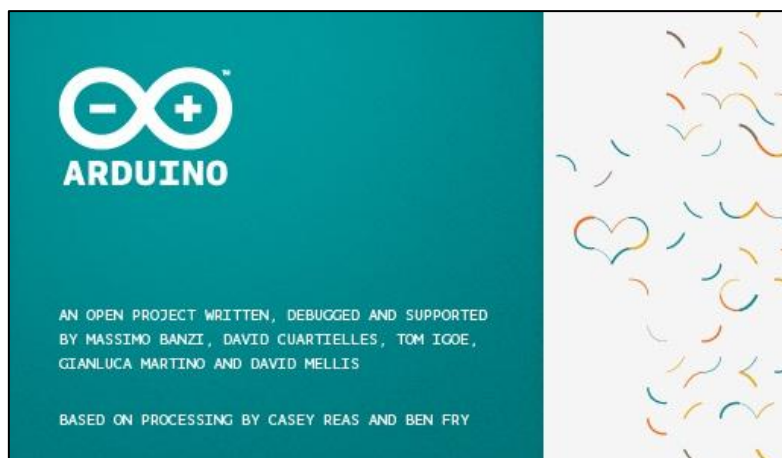 ARDUINO
AN OPEN PROJECT WRITTEN, DEBUGGED AND SUPPORTED
BY MASSIMO BANZI, DAVID CUARTIELLES, TOM IGOE,
GIANLUCA MARTINO AND DAVID MELLIS
BASED ON PROCESSING BY CASEY REAS AND BEN FRY